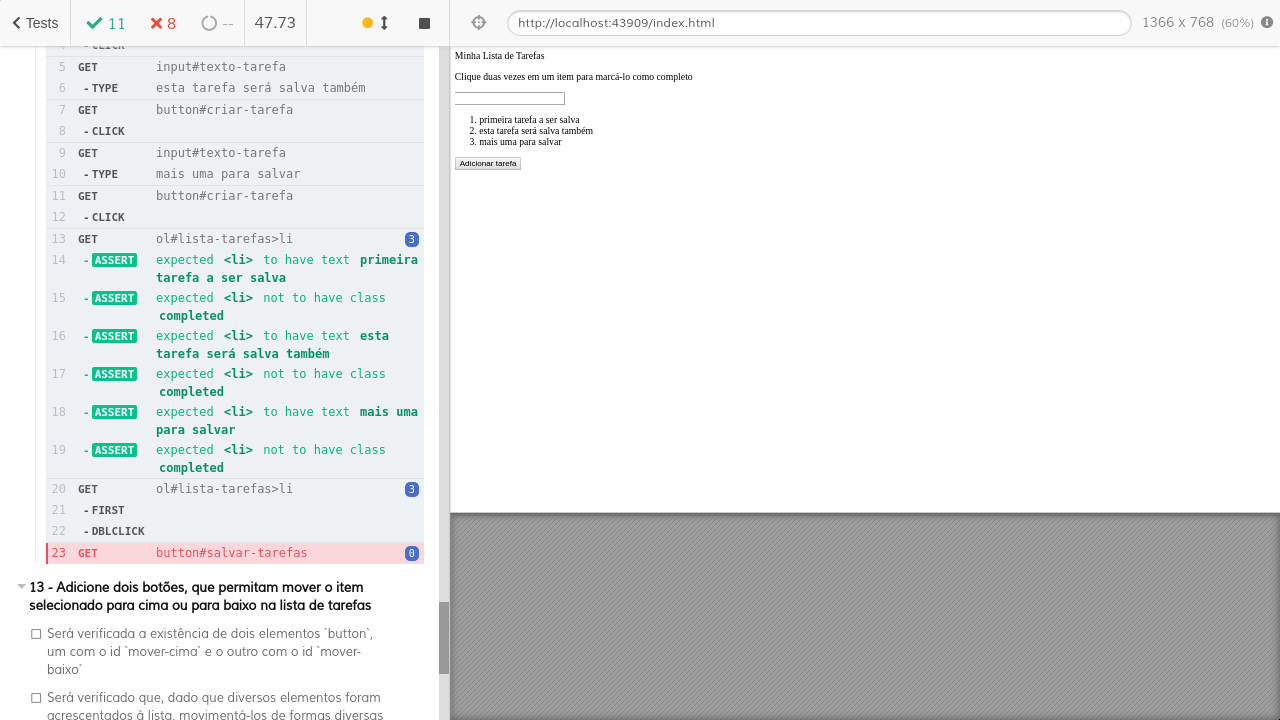 Tests 11 8 -- 47.73
http://localhost:43909/index.html 1366 x 768 (60%)
4 -CLICK
5 GET input#texto-tarefa
6 -TYPE esta tarefa será salva também
7 GET button#criar-tarefa
8 -CLICK
9 GET input#texto-tarefa
10 -TYPE mais uma para salvar
11 GET button#criar-tarefa
12 -CLICK
13 GET ol#lista-tarefas>li 3
14 -ASSERT expected <li> to have text primeira
tarefa a ser salva
15 -ASSERT expected <li> not to have class
completed
16 -ASSERT expected <li> to have text esta
tarefa será salva também
17 -ASSERT expected <li> not to have class
completed
18 -ASSERT expected <li> to have text mais uma
para salvar
19 -ASSERT expected <li> not to have class
completed
20 GET ol#lista-tarefas>li 3
21 -FIRST
22 -DBLCLICK
23 GET button#salvar-tarefas 0
13 - Adicione dois botões, que permitam mover o item
selecionado para cima ou para baixo na lista de tarefas
Será verificada a existência de dois elementos `button`,
um com o id `mover-cima` e o outro com o id `mover-
baixo`
Será verificado que, dado que diversos elementos foram
acrescentados à lista, movimentá-los de formas diversas
Minha Lista de Tarefas
Clique duas vezes em um item para marcá-lo como completo
1. primeira tarefa a ser salva
2. esta tarefa será salva também
3. mais uma para salvar
Adicionar tarefa